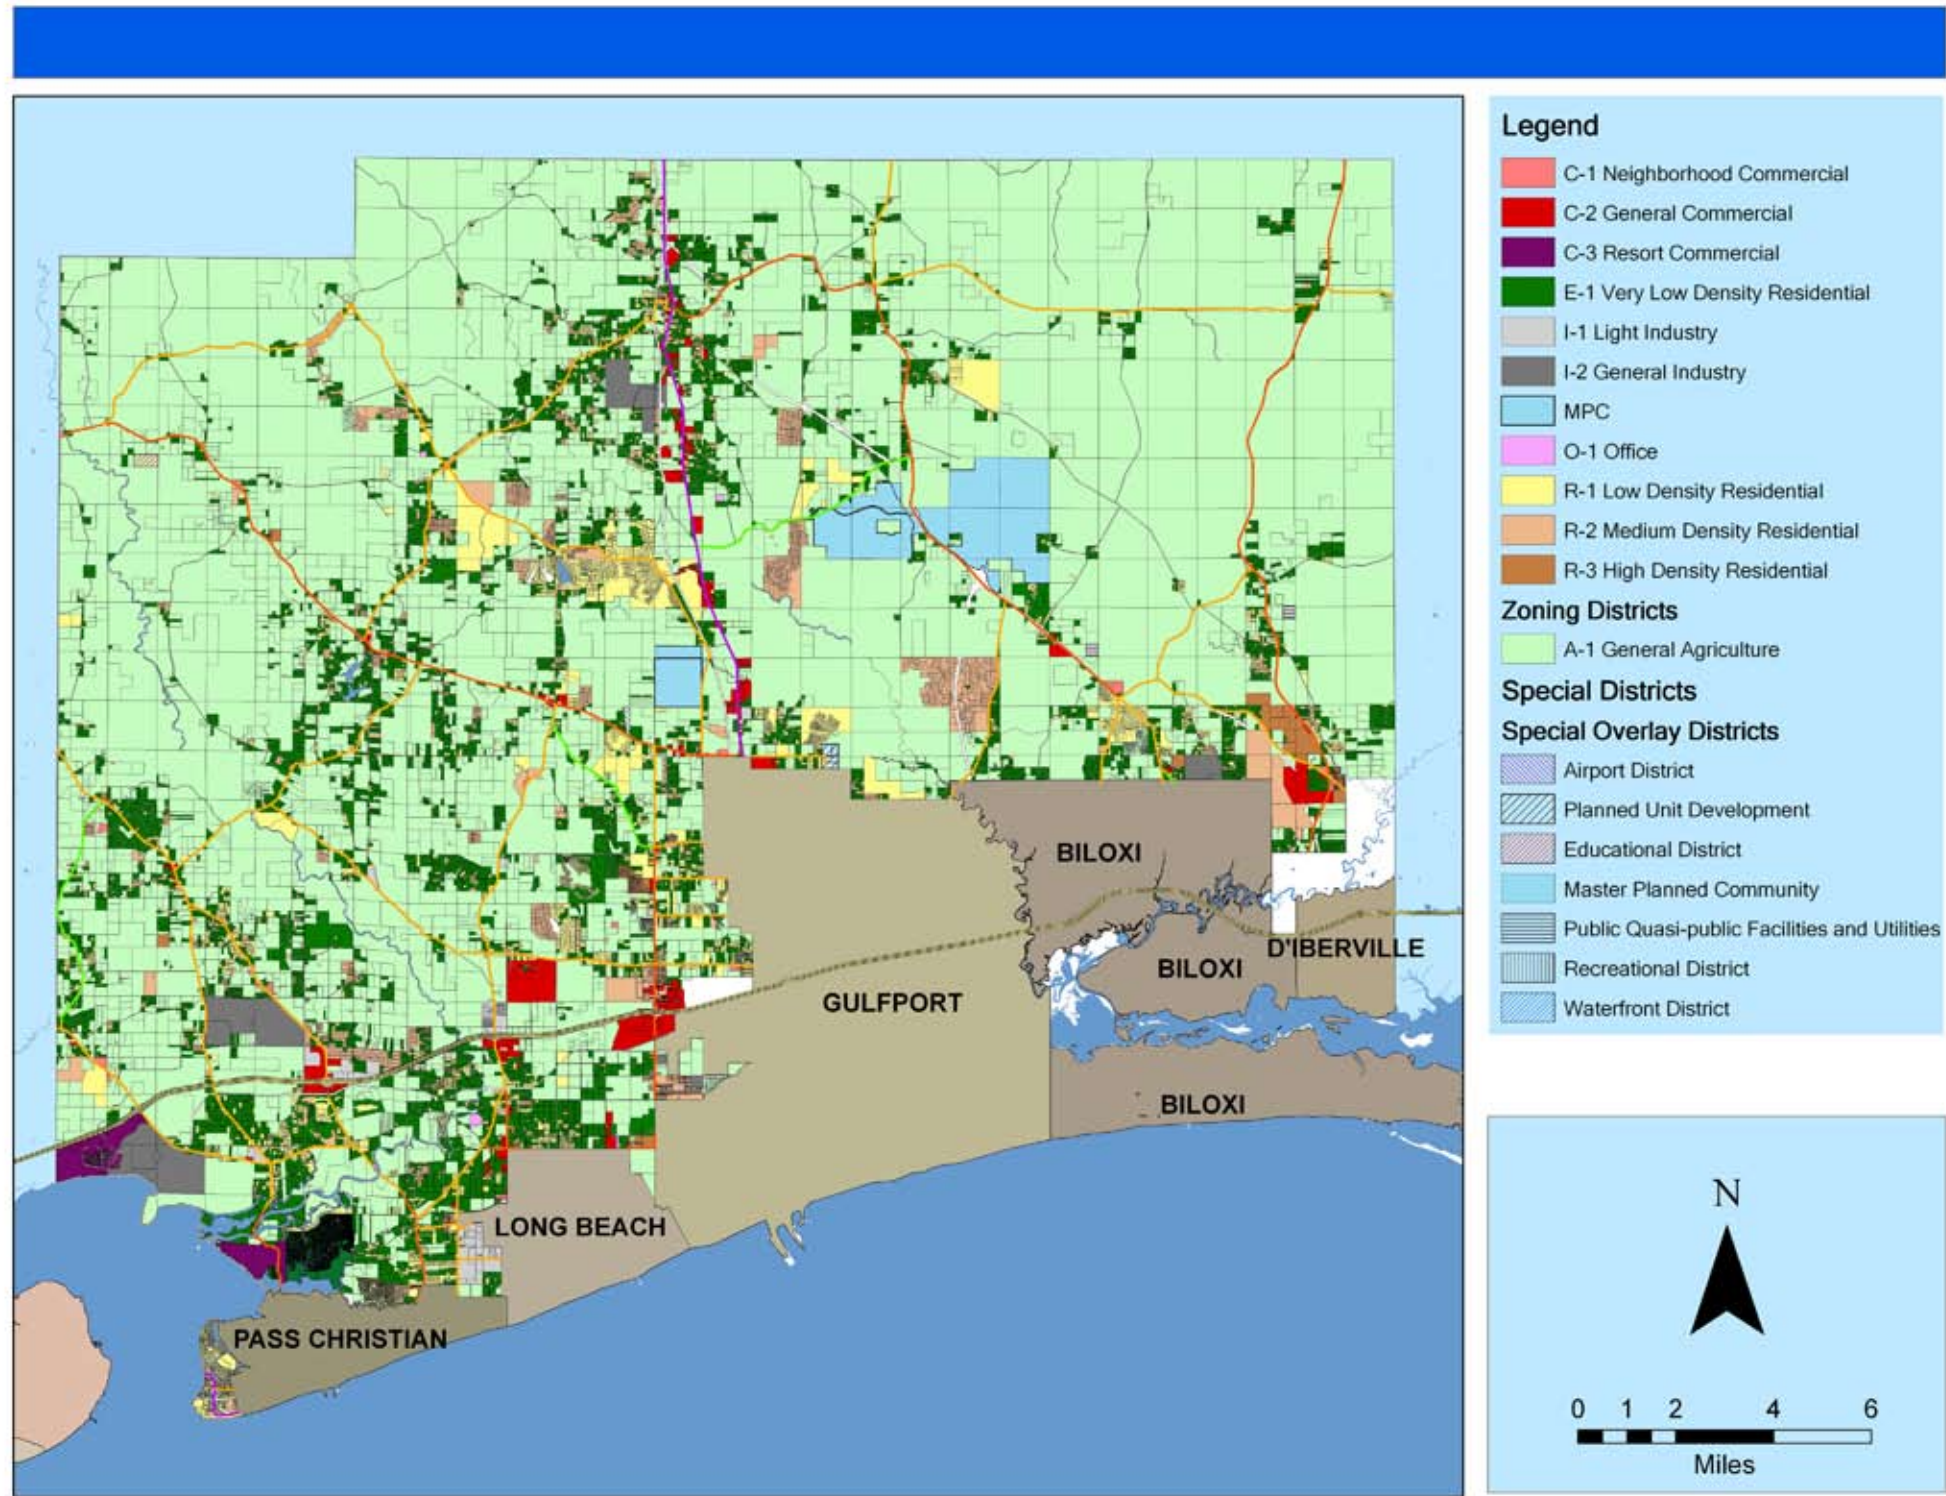 Legend
C-1 Neighborhood Commercial
C-2 General Commercial
C-3 Resort Commercial
E-1 Very Low Density Residential
I-1 Light Industry
I-2 General Industry
MPC
O-1 Office
R-1 Low Density Residential
R-2 Medium Density Residential
R-3 High Density Residential
Zoning Districts
A-1 General Agriculture
Special Districts
Special Overlay Districts
Airport District
Planned Unit Development
Educational District
Master Planned Community
Public Quasi-public Facilities and Utilities
Recreational District
Waterfront District
BILOXI
D'IBERVILLE
BILOXI
GULFPORT
BILOXI
LONG BEACH
PASS CHRISTIAN
N
0 1 2 4 6
Miles